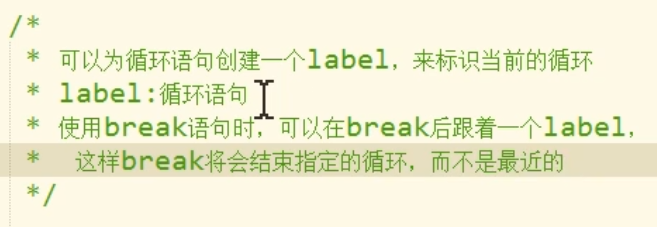 /*
* 可以为循环语句创建一个label，来标识当前的循环
* label:循环语句
* 使用break语句时，可以在break后跟着一个label，
* 这样break将会结束指定的循环，而不是最近的
*/